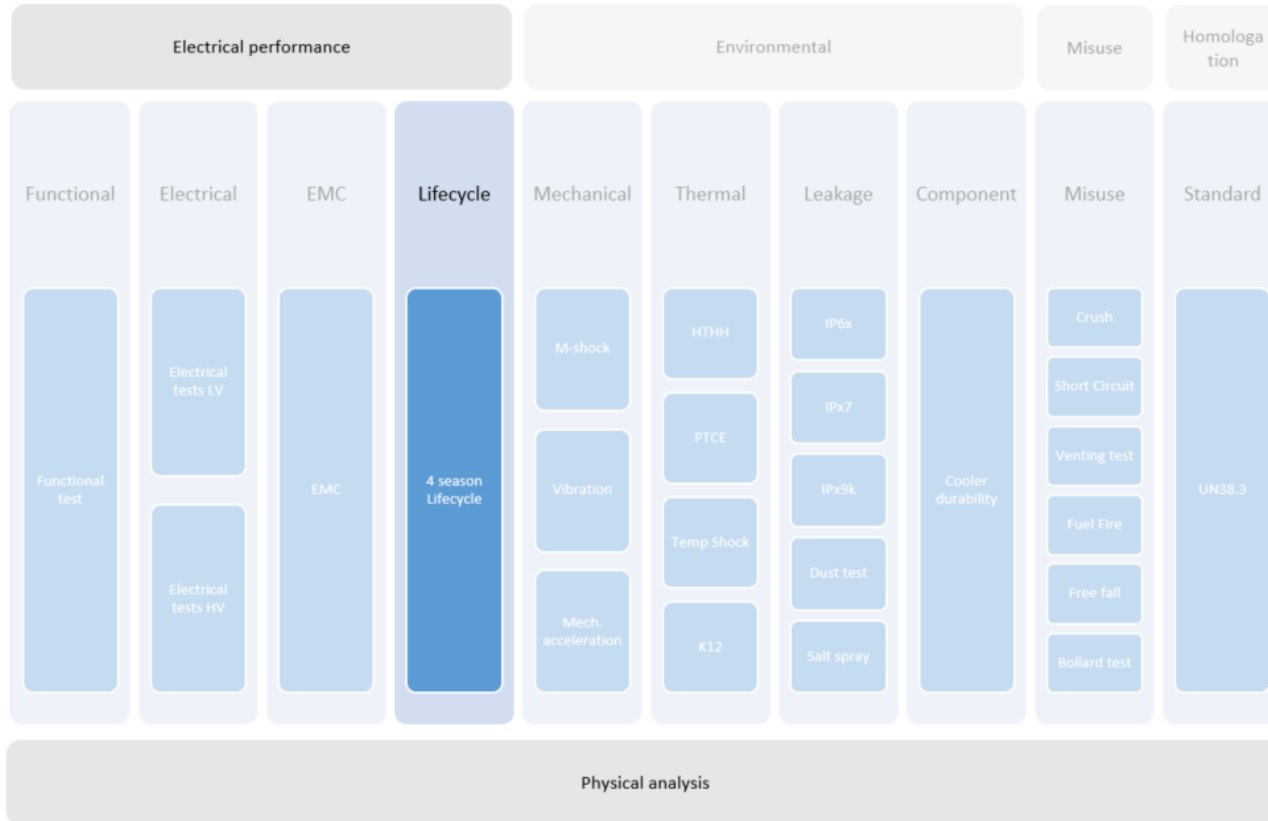 Electrical performance
Environmental
Misuse
Homologa
tion
Functional
Electrical
EMC
Lifecycle
Mechanical
Thermal
Leakage
Component
Misuse
Standard
Functional
test
Electrical
tests LV
Electrical
tests HV
EMC
4 season
Lifecycle
M-shock
Vibration
Mech.
acceleration
HTHH
PTCE
Temp Shock
K12
IP6x
IPx7
IPx9k
Dust test
Salt spray
Cooler
durability
Crush
Short Circuit
Venting test
Fuel Fire
Free fall
Bollard test
UN38.3
Physical analysis